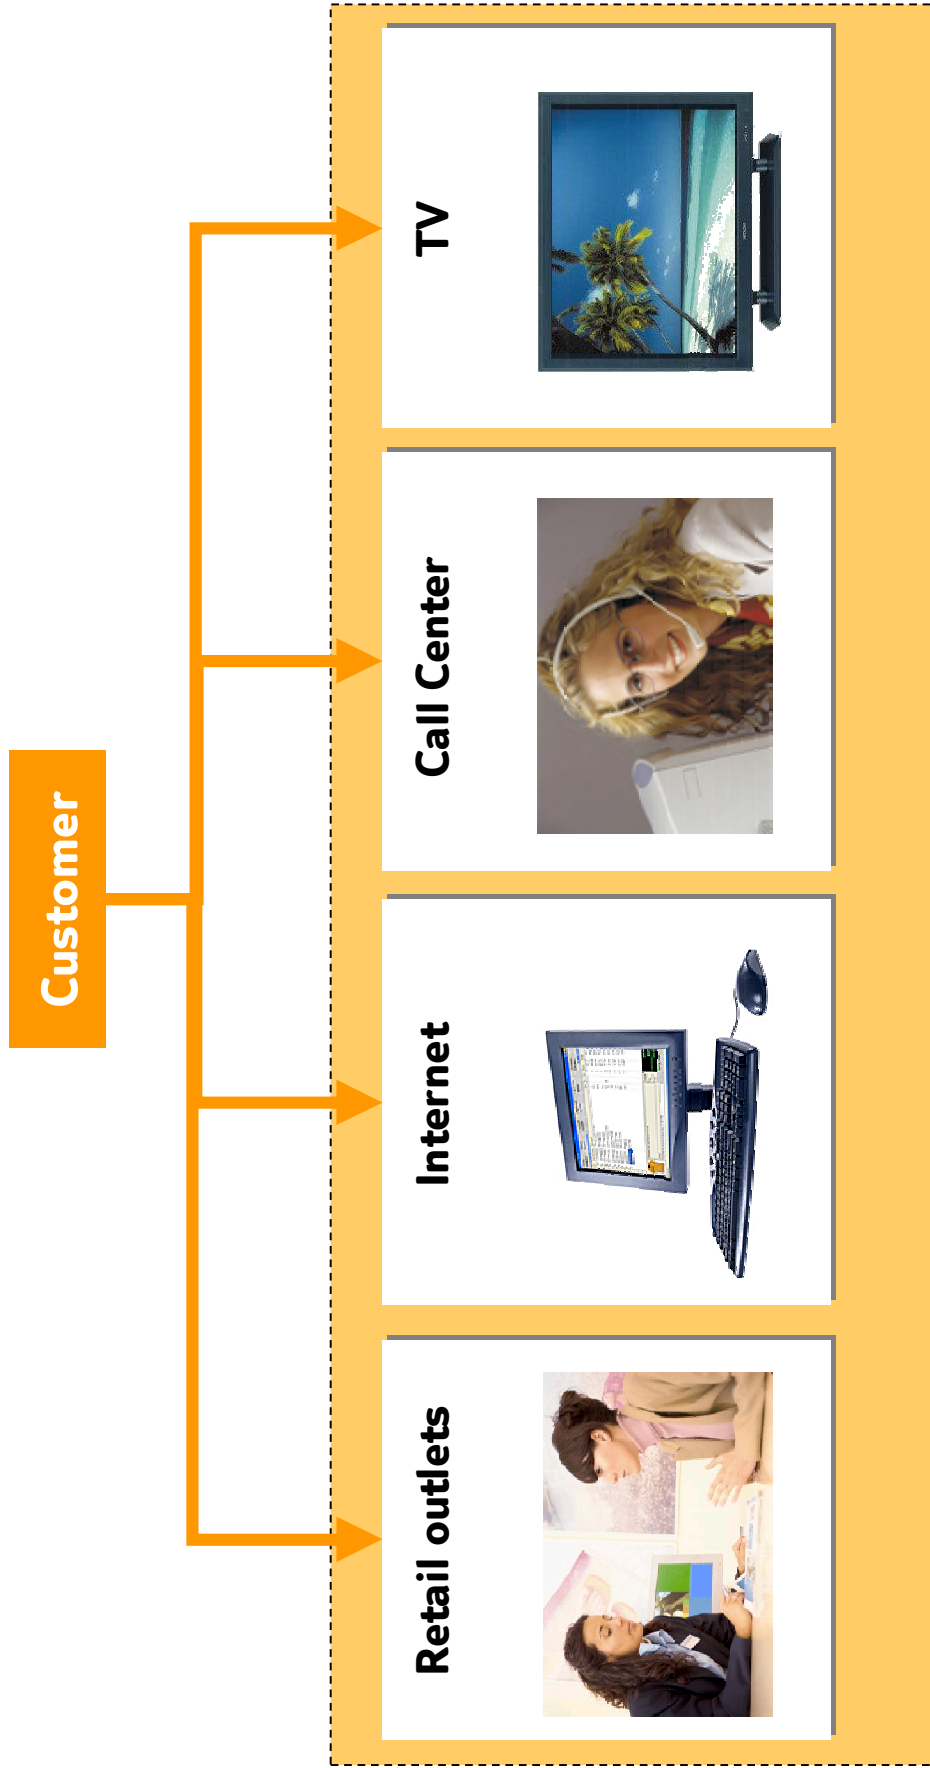 Customer
Retail outlets
Internet
Call Center
TV